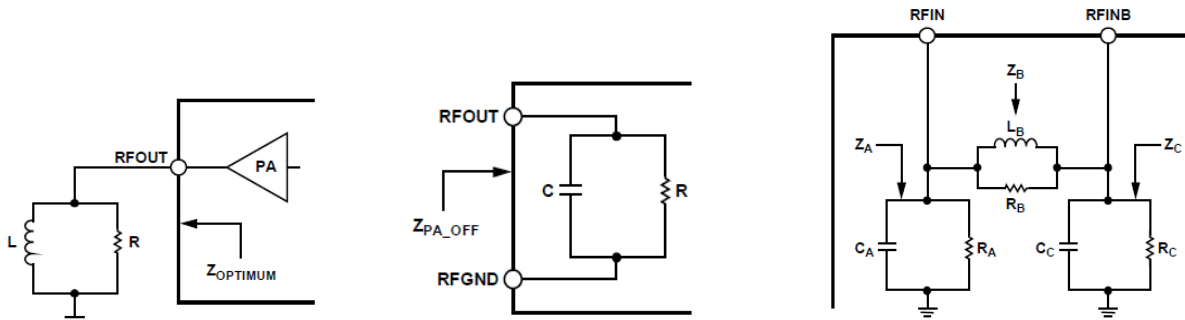 RFOUT
PA
L
R
ZOPTIMUM
RFOUT
C
R
ZPA_OFF
RFGND
RFIN
RFINB
ZB
LB
ZA
ZC
RB
CA
RA
CC
RC